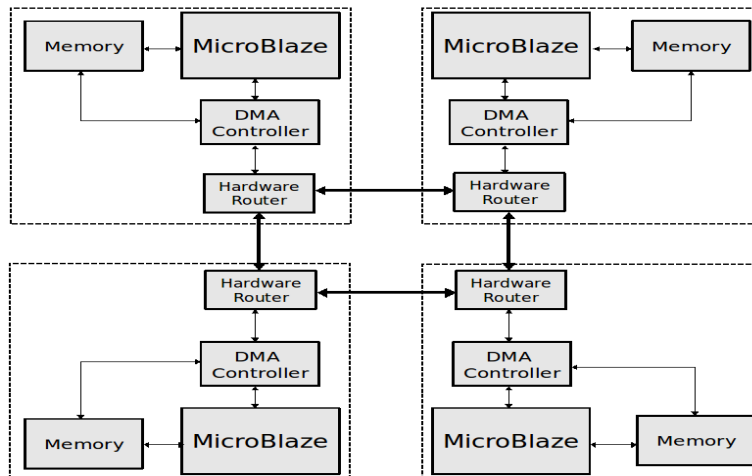 Memory
MicroBlaze
MicroBlaze
Memory
DMA
Controller
DMA
Controller
Hardware
Router
Hardware
Router
Hardware
Router
Hardware
Router
DMA
Controller
DMA
Controller
Memory
MicroBlaze
MicroBlaze
Memory